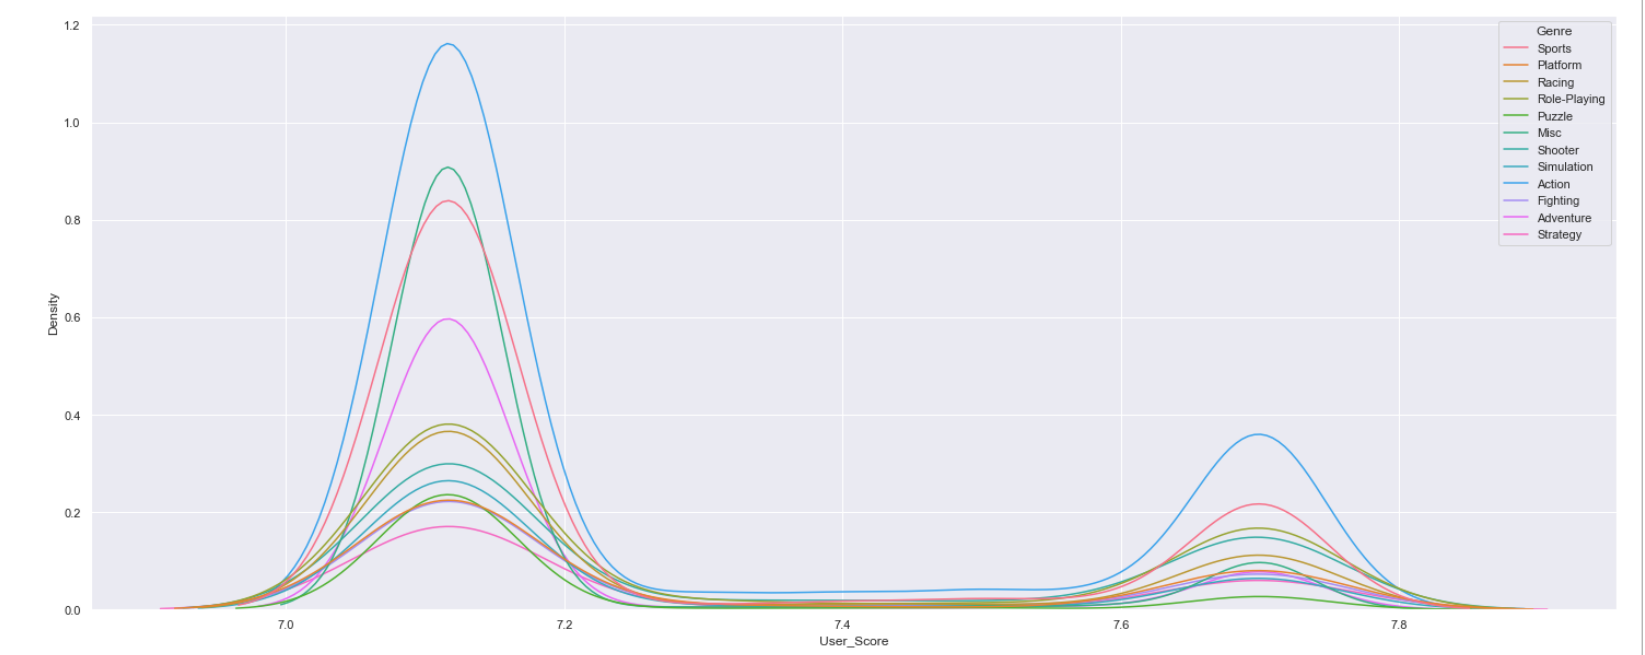 1.2
1.0
0.8
0.6
0.4
0.2
0.0
Density
7.0 7.2 7.4 7.6 7.8
User_Score
Genre
Sports
Platform
Racing
Role-Playing
Puzzle
Misc
Shooter
Simulation
Action
Fighting
Adventure
Strategy